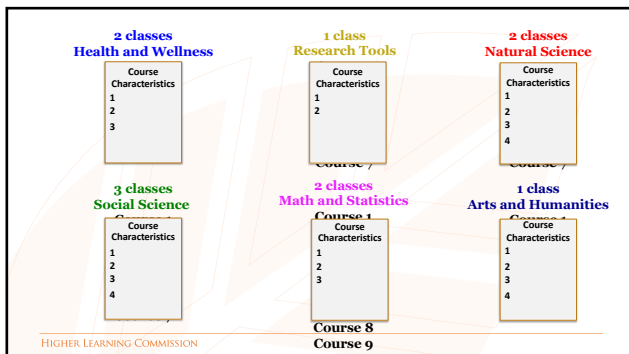 2 classes
Health and Wellness
Course
Characteristics
1
2
3
1 class
Research Tools
Course
Characteristics
1
2
2 classes
Natural Science
Course
Characteristics
1
2
3
4
3 classes
Social Science
Course
Characteristics
1
2
3
4
2 classes
Math and Statistics
Course 1
Course
Characteristics
1
2
3
Course 8
Course 9
1 class
Arts and Humanities
Course
Characteristics
1
2
3
4
HIGHER LEARNING COMMISSION